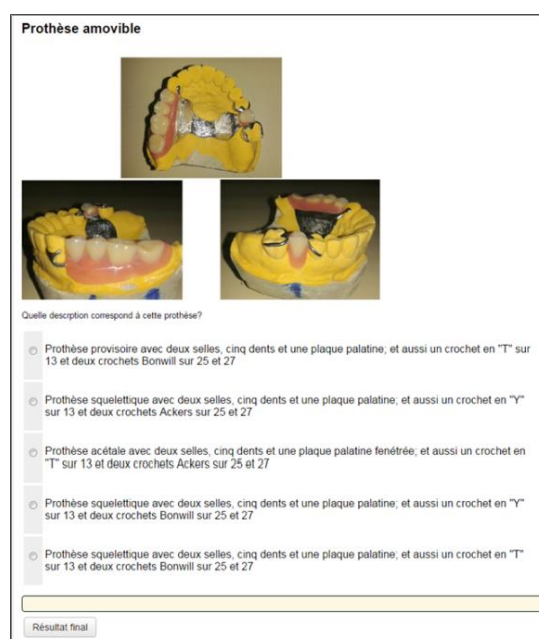 Prothèse amovible
Quelle descrption correspond à cette prothèse?
Prothèse provisoire avec deux selles, cinq dents et une plaque palatine; et aussi un crochet en "T" sur
13 et deux crochets Bonwill sur 25 et 27
Prothèse squelettique avec deux selles, cinq dents et une plaque palatine; et aussi un crochet en "Y"
sur 13 et deux crochets Ackers sur 25 et 27
Prothèse acétale avec deux selles, cinq dents et une plaque palatine fenétrée; et aussi un crochet en
"T" sur 13 et deux crochets Ackers sur 25 et 27
Prothèse squelettique avec deux selles, cinq dents et une plaque palatine; et aussi un crochet en "Y"
sur 13 et deux crochets Bonwill sur 25 et 27
Prothèse squelettique avec deux selles, cinq dents et une plaque palatine; et aussi un crochet en "T"
sur 13 et deux crochets Bonwill sur 25 et 27
Résultat final